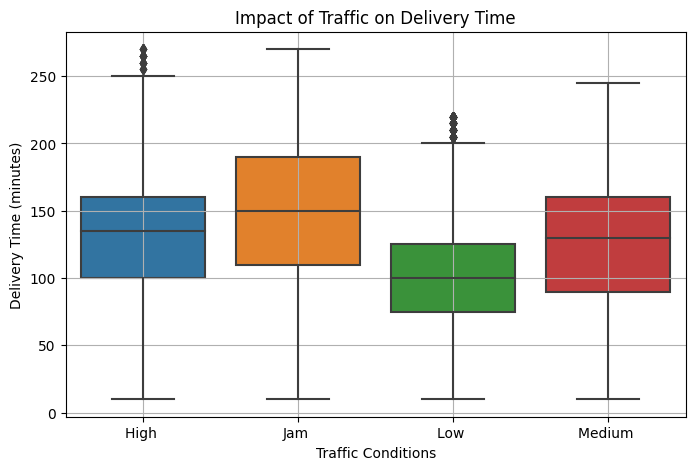 Impact of Traffic on Delivery Time
Delivery Time (minutes)
250
200
150
100
50
0
High
Jam
Low
Medium
Traffic Conditions